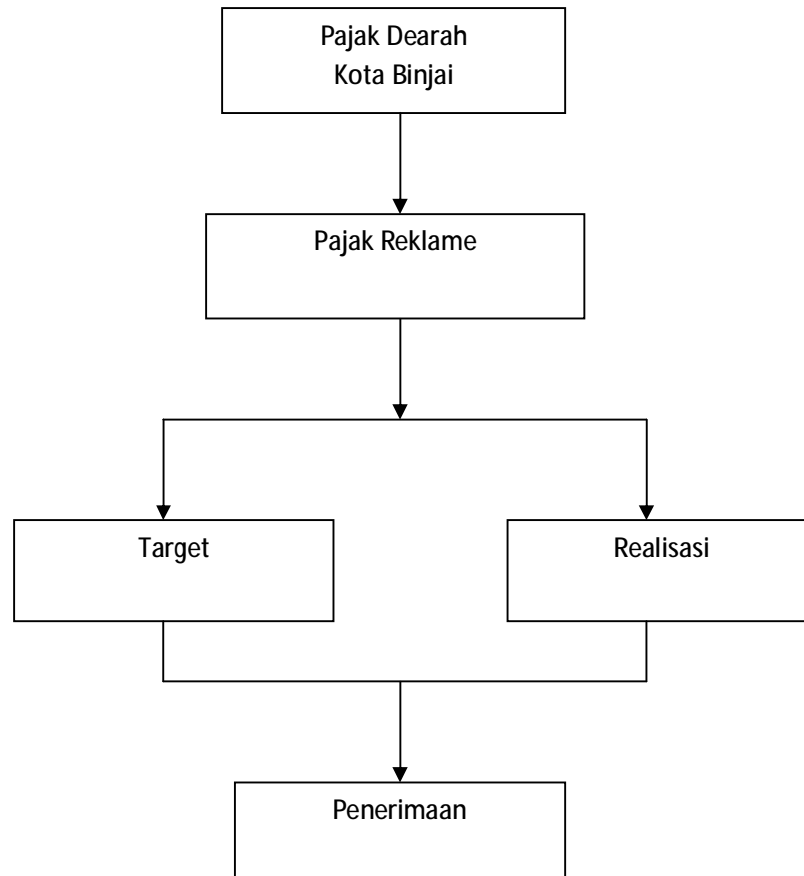 Pajak Dearah
Kota Binjai
Pajak Reklame
Target
Realisasi
Penerimaan